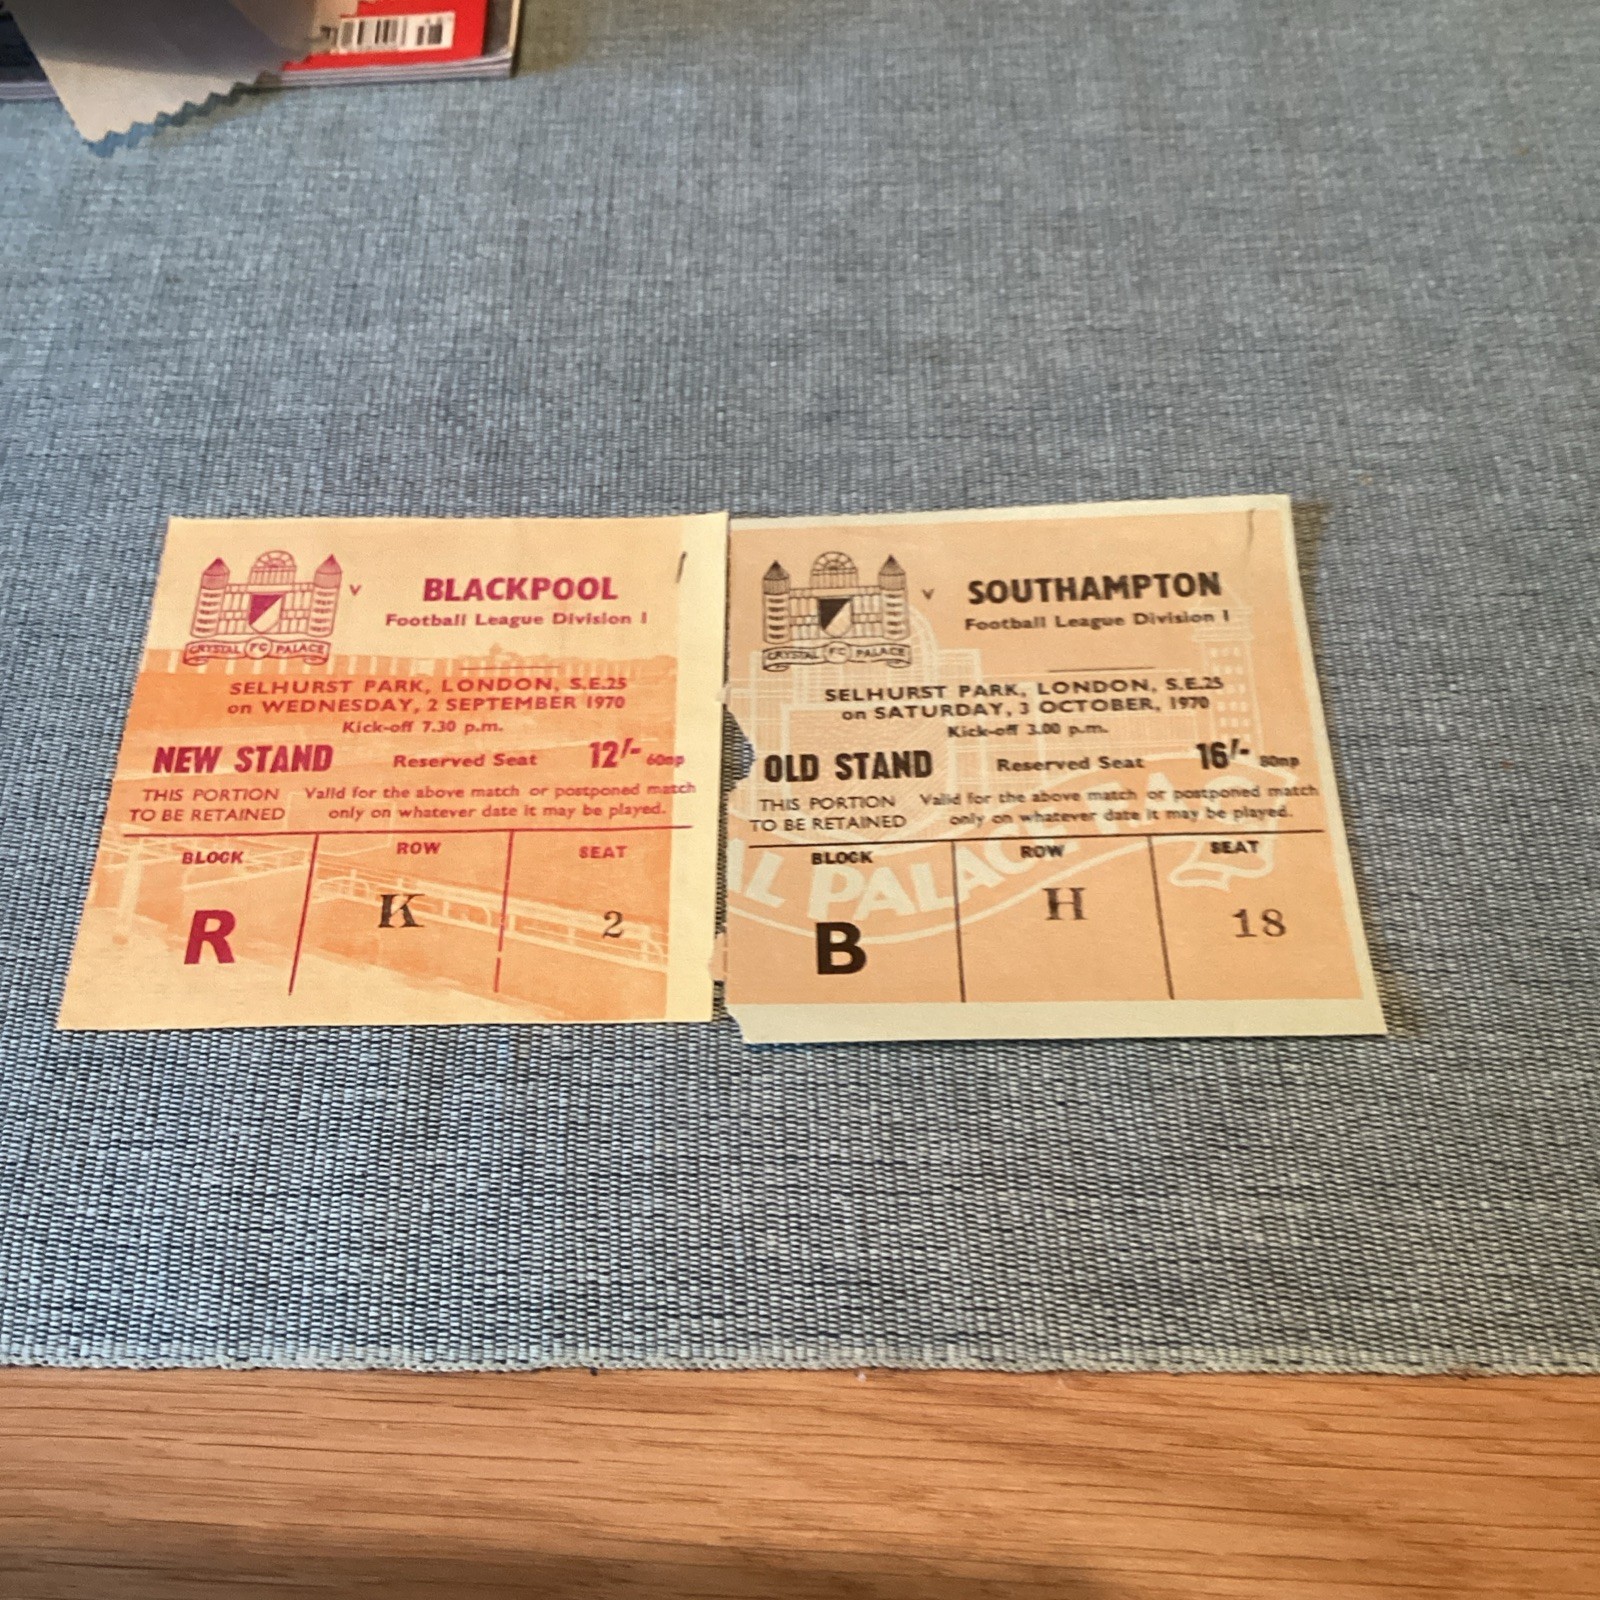 v BLACKPOOL
Football League Division 1
CRYSTAL FC PALACE
SELHURST PARK, LONDON, S.E.25
on WEDNESDAY, 2 SEPTEMBER 1970
Kick-off 7.30 p.m.
NEW STAND Reserved Seat 12/- 60np
THIS PORTION TO BE RETAINED
Valid for the above match or postponed match
only on whatever date it may be played.
BLOCK ROW SEAT
R K 2
v SOUTHAMPTON
Football League Division 1
CRYSTAL FC PALACE
SELHURST PARK, LONDON, S.E.25
on SATURDAY, 3 OCTOBER, 1970
Kick-off 3.00 p.m.
OLD STAND Reserved Seat 16/- 80np
THIS PORTION TO BE RETAINED
Valid for the above match or postponed match
only on whatever date it may be played.
BLOCK ROW SEAT
B H 18
AL PALACE